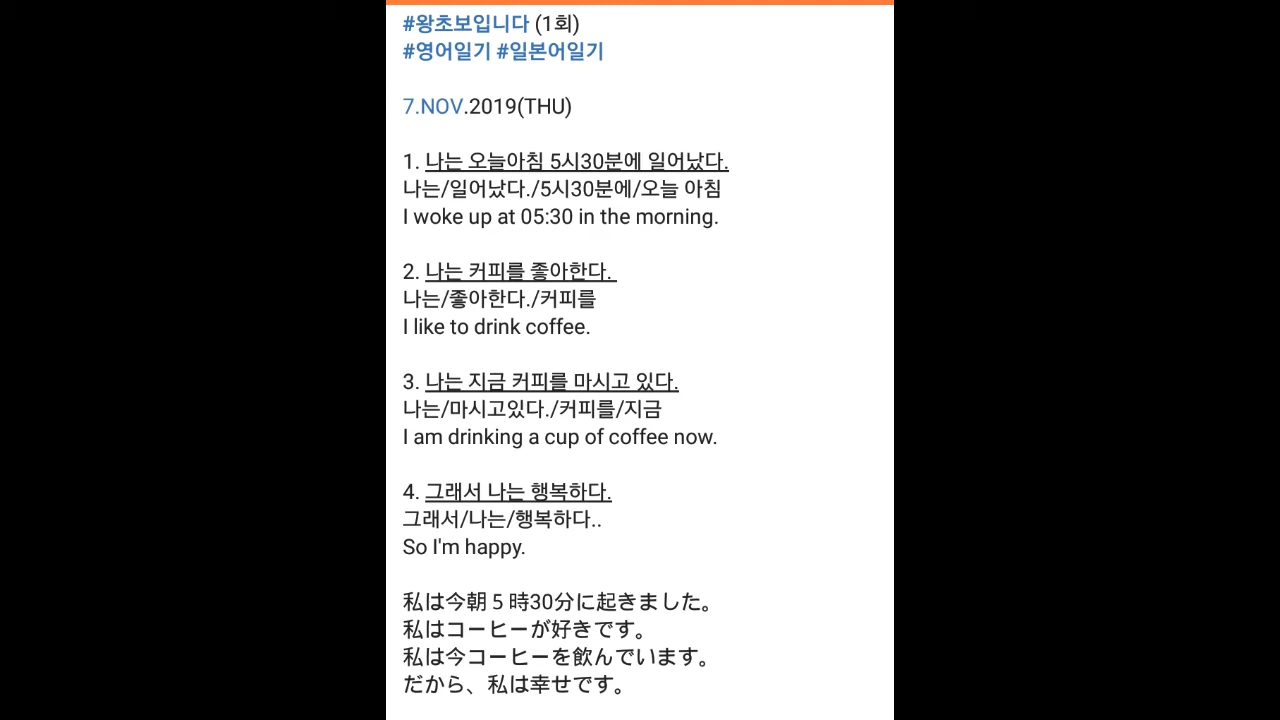 #왕초보입니다 (1회)
#영어일기 #일본어일기
7.NOV.2019(THU)
1. 나는 오늘아침 5시30분에 일어났다.
나는/일어났다./5시30분에/오늘 아침
I woke up at 05:30 in the morning.
2. 나는 커피를 좋아한다.
나는/좋아한다./커피를
I like to drink coffee.
3. 나는 지금 커피를 마시고 있다.
나는/마시고있다./커피를/지금
I am drinking a cup of coffee now.
4. 그래서 나는 행복하다.
그래서/나는/행복하다..
So I'm happy.
私は今朝５時30分に起きました。
私はコーヒーが好きです。
私は今コーヒーを飲んでいます。
だから、私は幸せです。